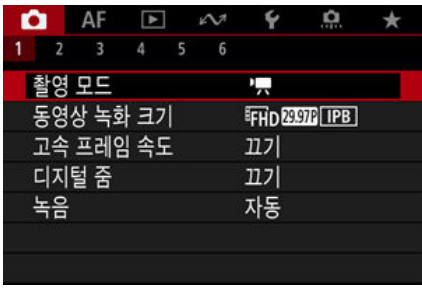 AF
1 2 3 4 5 6
촬영 모드
동영상 녹화 크기 FHD 29.97P IPB
고속 프레임 속도 끄기
디지털 줌 끄기
녹음 자동